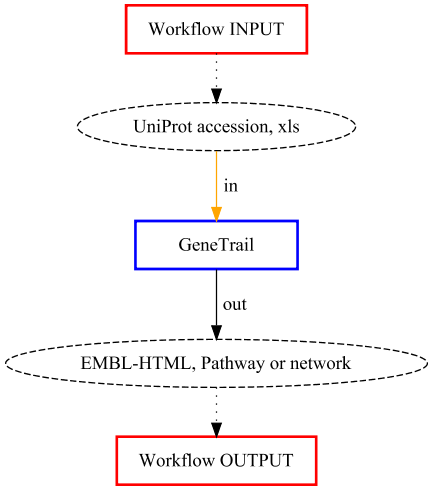 Workflow INPUT
UniProt accession, xls
in
GeneTrail
out
EMBL-HTML, Pathway or network
Workflow OUTPUT